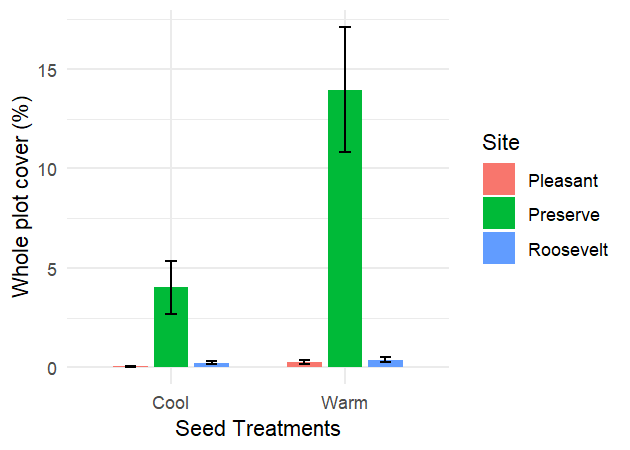 Whole plot cover (%)
15
10
5
0
Cool
Warm
Seed Treatments
Site
Pleasant
Preserve
Roosevelt